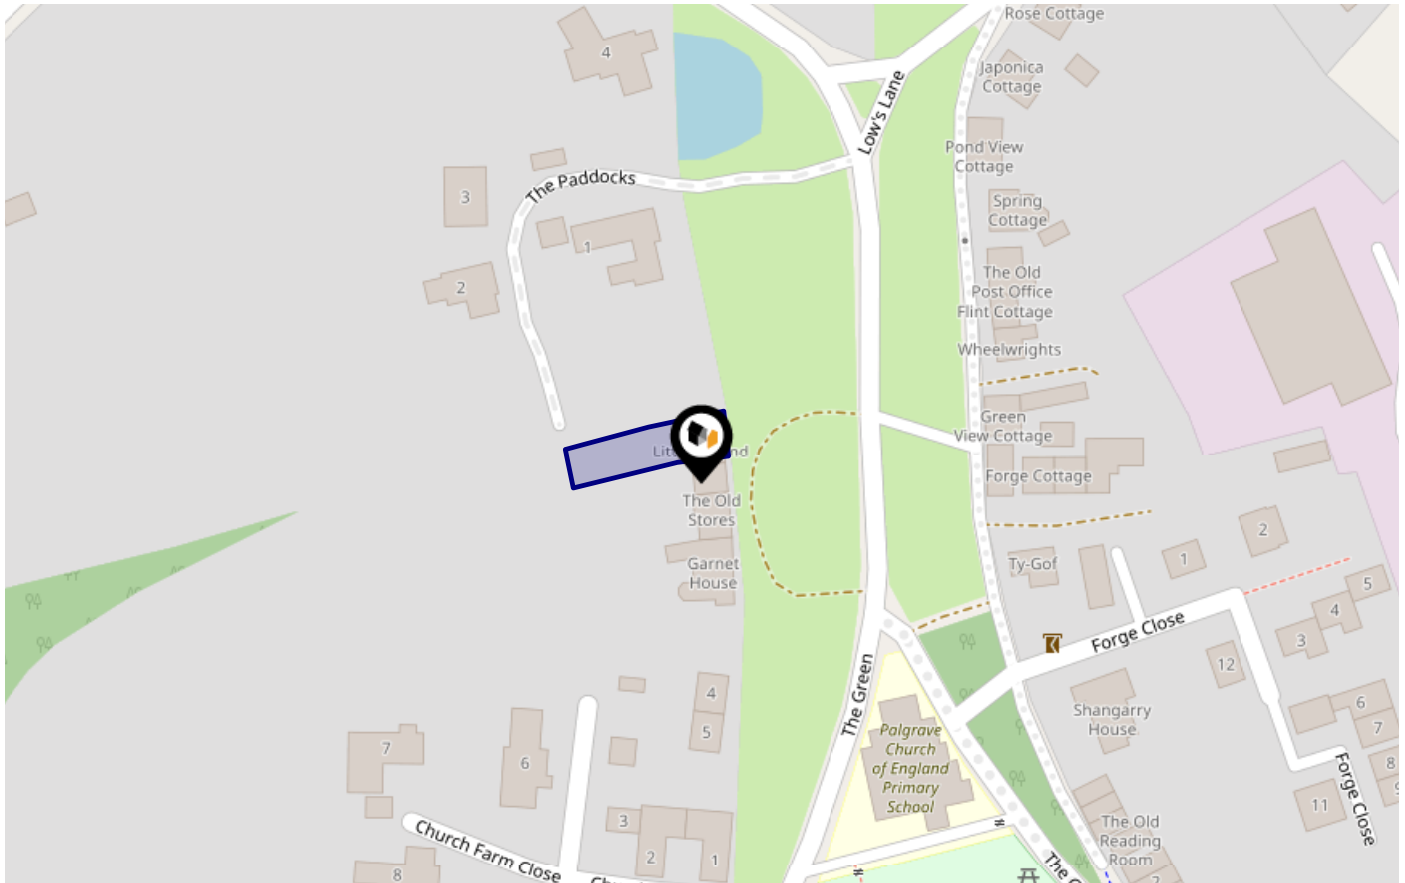 Rose Cottage
4
Japonica
Cottage
Low's Lane
Pond View
Cottage
The Paddocks
3
Spring
Cottage
1
2
The Old
Post Office
Flint Cottage
Wheelwrights
Green
View Cottage
Forge Cottage
The Old
Stores
Garnet
House
Ty-Gof
1
2
5
4
3
Forge Close
12
The Green
4
5
Shangarry
House
6
7
8
Palgrave
Church
of England
Primary
School
7
6
3
2
1
Church Farm Close
8
11
Forge Close
The Old
Reading
Room
2